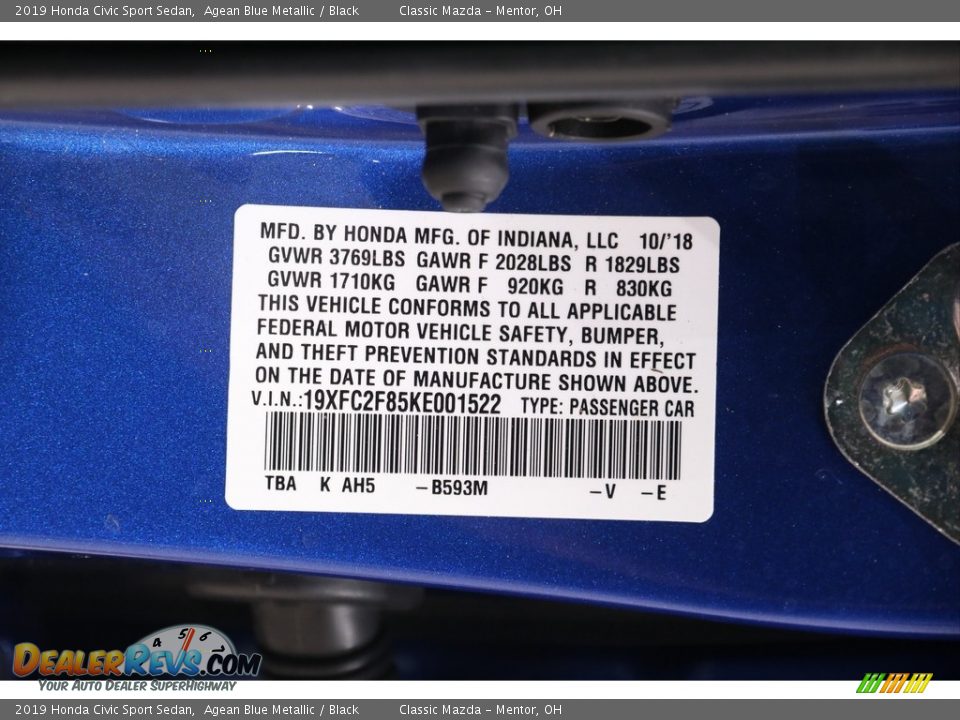 2019 Honda Civic Sport Sedan, Agean Blue Metallic / Black Classic Mazda - Mentor, OH
MFD. BY HONDA MFG. OF INDIANA, LLC 10/'18
GVWR 3769LBS GAWR F 2028LBS R 1829LBS
GVWR 1710KG GAWR F 920KG R 830KG
THIS VEHICLE CONFORMS TO ALL APPLICABLE
FEDERAL MOTOR VEHICLE SAFETY, BUMPER,
AND THEFT PREVENTION STANDARDS IN EFFECT
ON THE DATE OF MANUFACTURE SHOWN ABOVE.
V.I.N.:19XFC2F85KE001522 TYPE: PASSENGER CAR
TBA K AH5 -B593M -V -E
4 5 6
DealerRevs.com
Your Auto Dealer SuperHighway
2019 Honda Civic Sport Sedan, Agean Blue Metallic / Black Classic Mazda - Mentor, OH